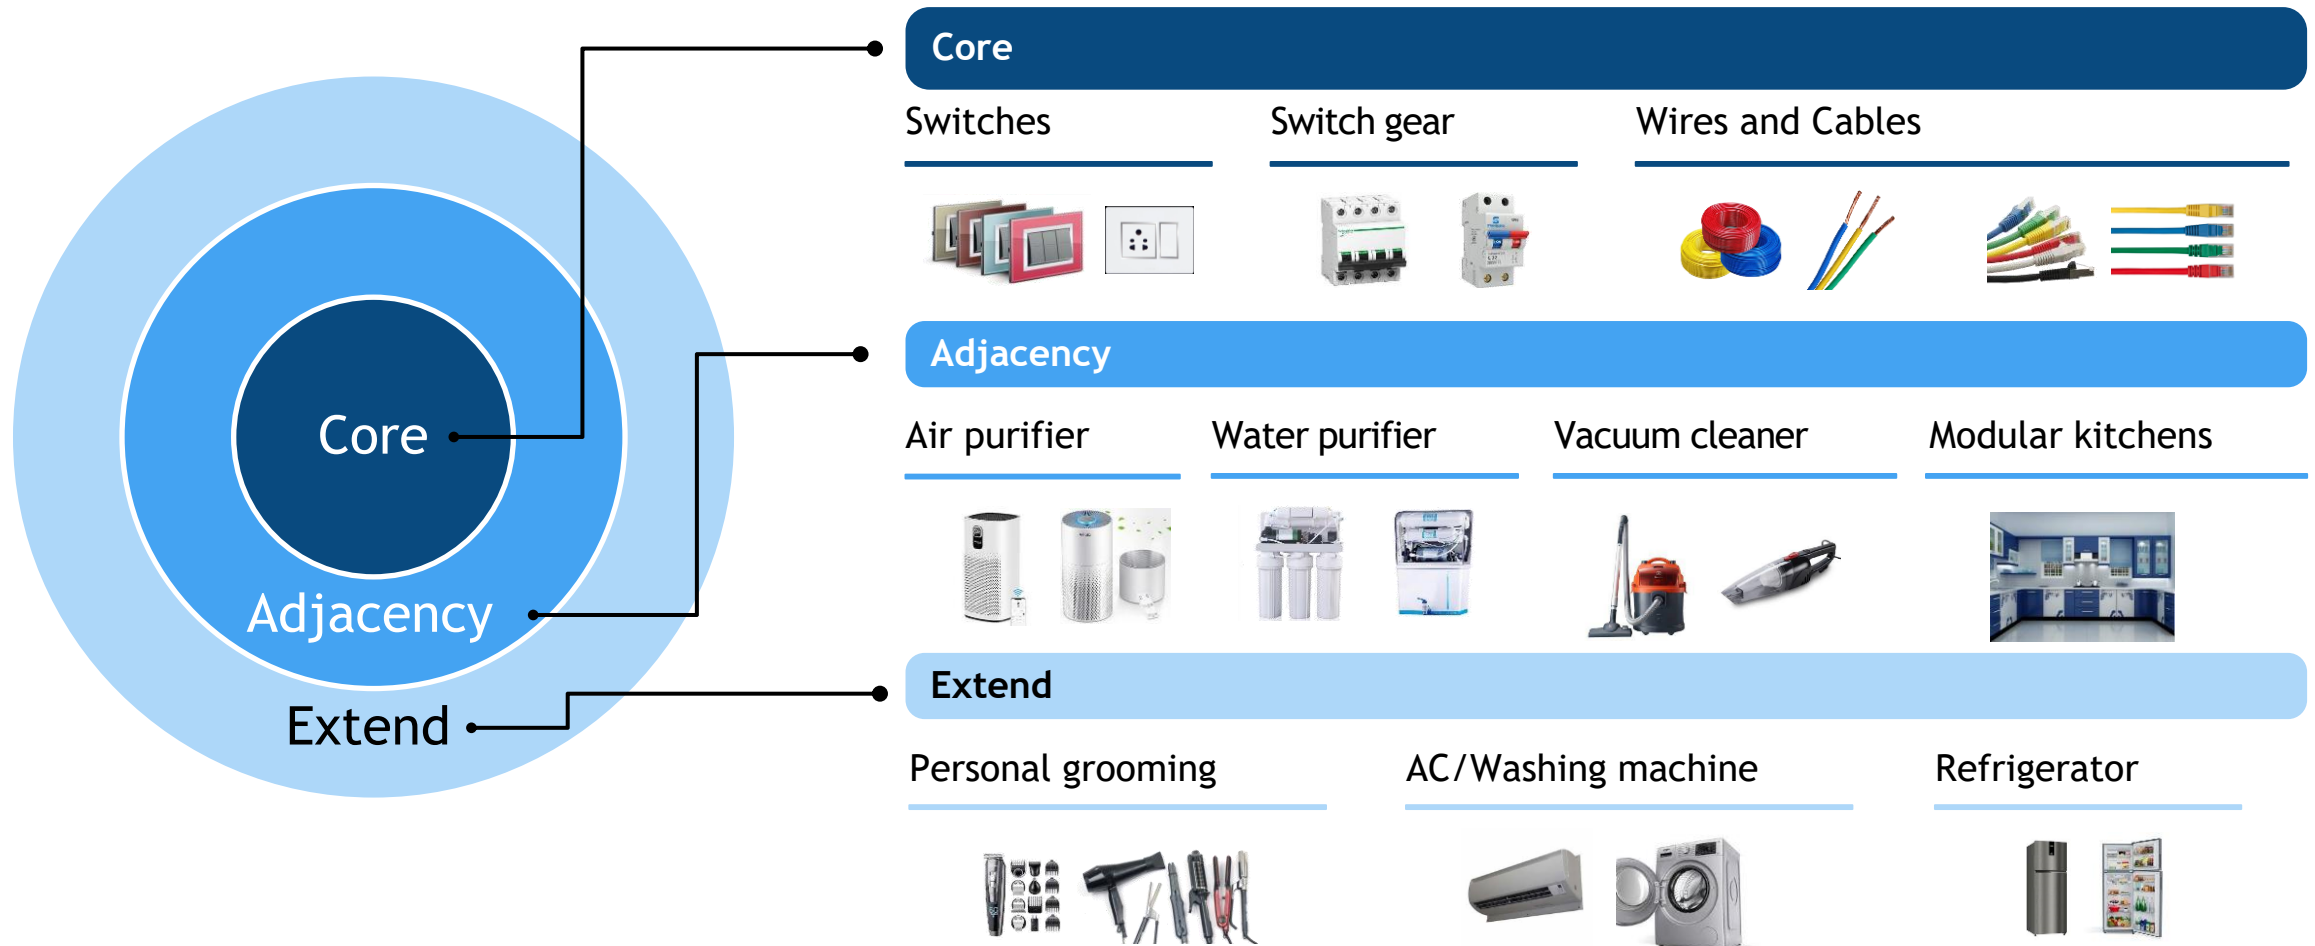 Core
Adjacency
Extend
Core
Switches
Switch gear
Wires and Cables
Adjacency
Air purifier
Water purifier
Vacuum cleaner
Modular kitchens
Extend
Personal grooming
AC/Washing machine
Refrigerator